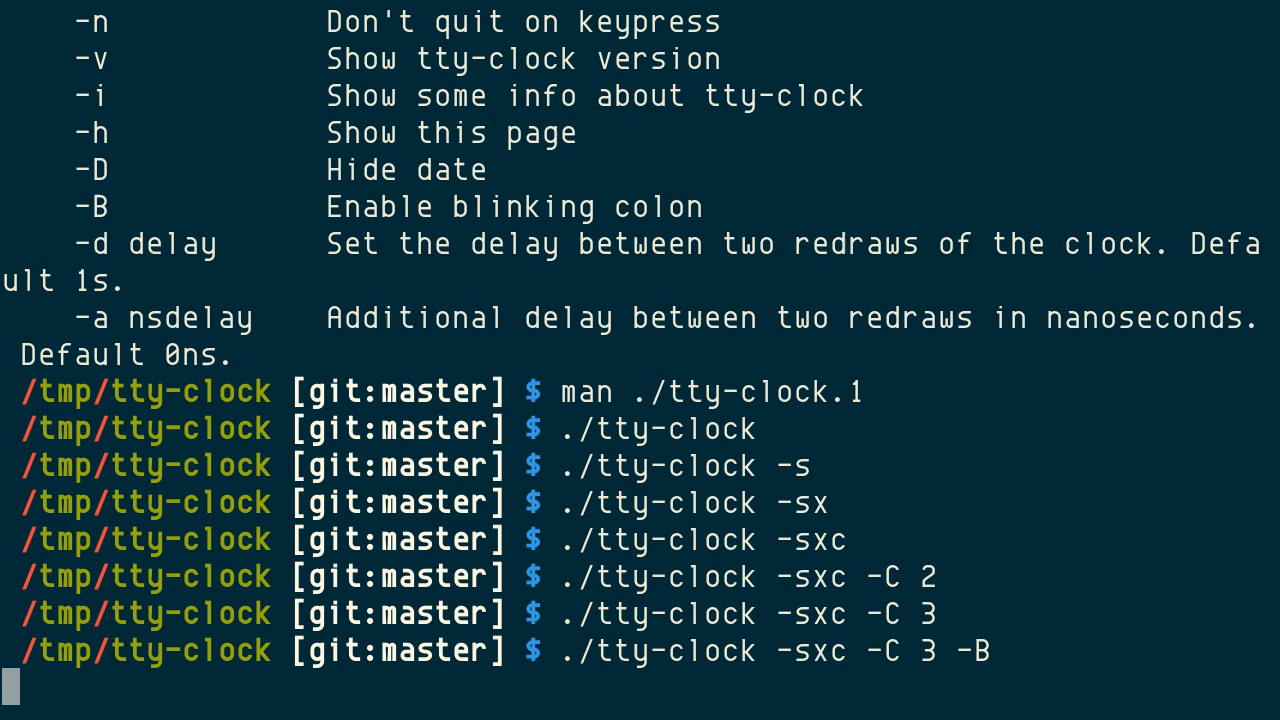 -n Don't quit on keypress
-v Show tty-clock version
-i Show some info about tty-clock
-h Show this page
-D Hide date
-B Enable blinking colon
-d delay Set the delay between two redraws of the clock. Defa
ult 1s.
-a nsdelay Additional delay between two redraws in nanoseconds.
Default 0ns.
/tmp/tty-clock [git:master] $ man ./tty-clock.1
/tmp/tty-clock [git:master] $ ./tty-clock
/tmp/tty-clock [git:master] $ ./tty-clock -s
/tmp/tty-clock [git:master] $ ./tty-clock -sx
/tmp/tty-clock [git:master] $ ./tty-clock -sxc
/tmp/tty-clock [git:master] $ ./tty-clock -sxc -C 2
/tmp/tty-clock [git:master] $ ./tty-clock -sxc -C 3
/tmp/tty-clock [git:master] $ ./tty-clock -sxc -C 3 -B